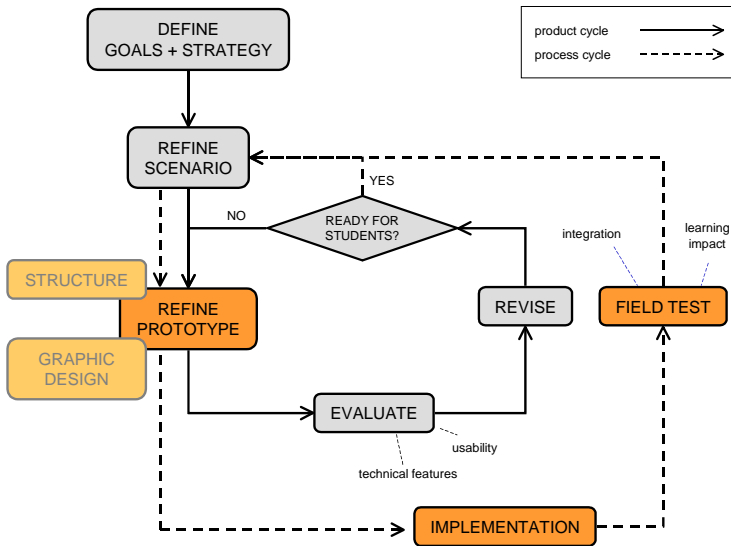 DEFINE
GOALS + STRATEGY
product cycle
process cycle
REFINE
SCENARIO
YES
NO
READY FOR
STUDENTS?
integration
learning
impact
STRUCTURE
REFINE
PROTOTYPE
REVISE
FIELD TEST
GRAPHIC
DESIGN
EVALUATE
usability
technical features
IMPLEMENTATION